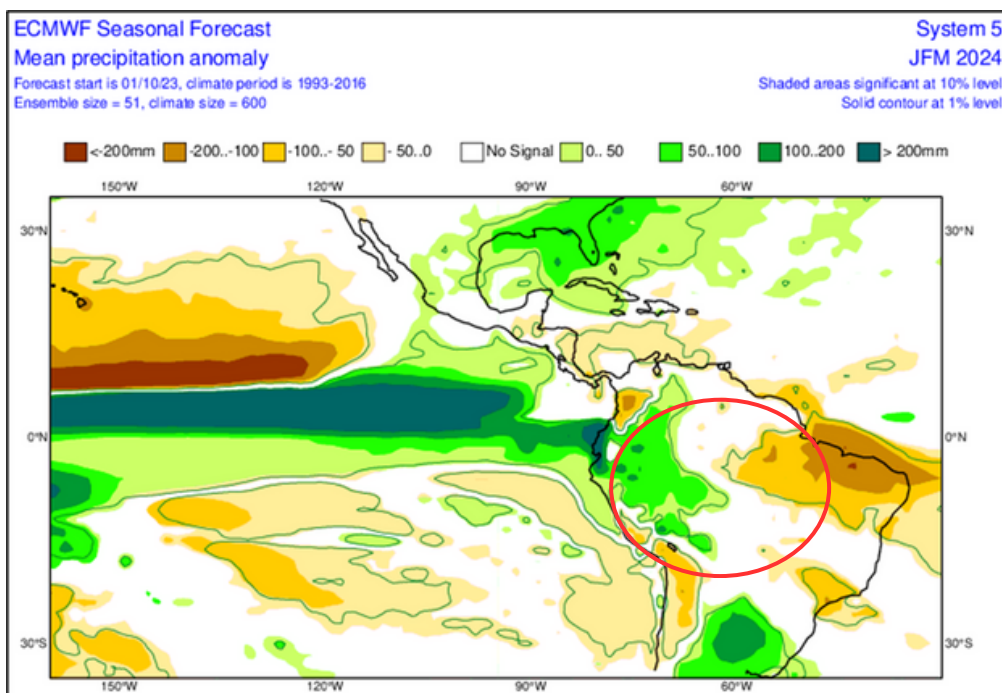 ECMWF Seasonal Forecast
System 5
Mean precipitation anomaly
JFM 2024
Forecast start is 01/10/23, climate period is 1993-2016
Shaded areas significant at 10% level
Ensemble size = 51, climate size = 600
Solid contour at 1% level
<-200mm -200..-100 -100..- 50 - 50..0 No Signal 0.. 50 50..100 100..200 > 200mm
150°W 120°W 90°W 60°W
30°N 30°N
0°N 0°N
30°S 30°S
150°W 120°W 90°W 60°W